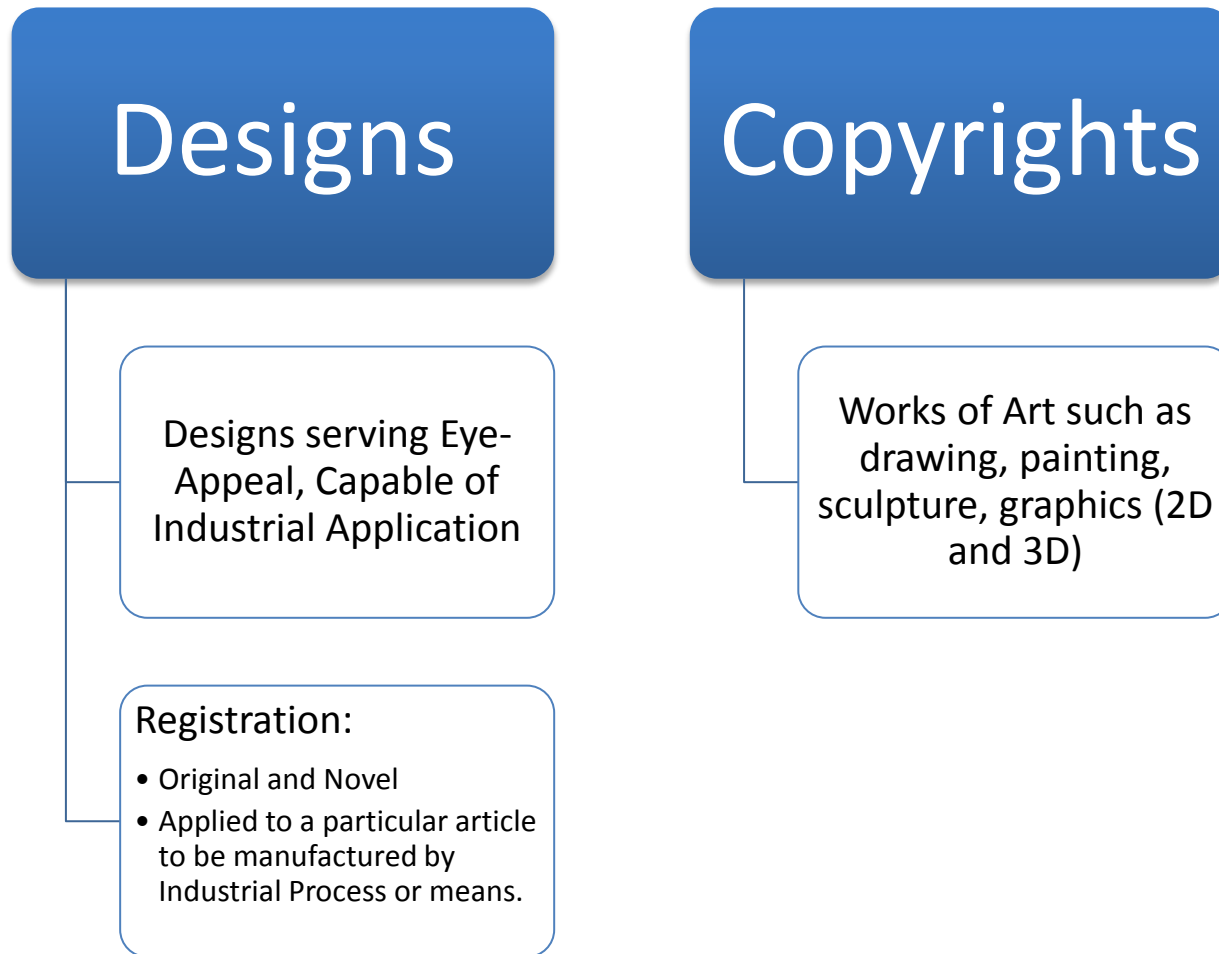 Designs
Designs serving Eye-
Appeal, Capable of
Industrial Application
Registration:
• Original and Novel
• Applied to a particular article
to be manufactured by
Industrial Process or means.
Copyrights
Works of Art such as
drawing, painting,
sculpture, graphics (2D
and 3D)